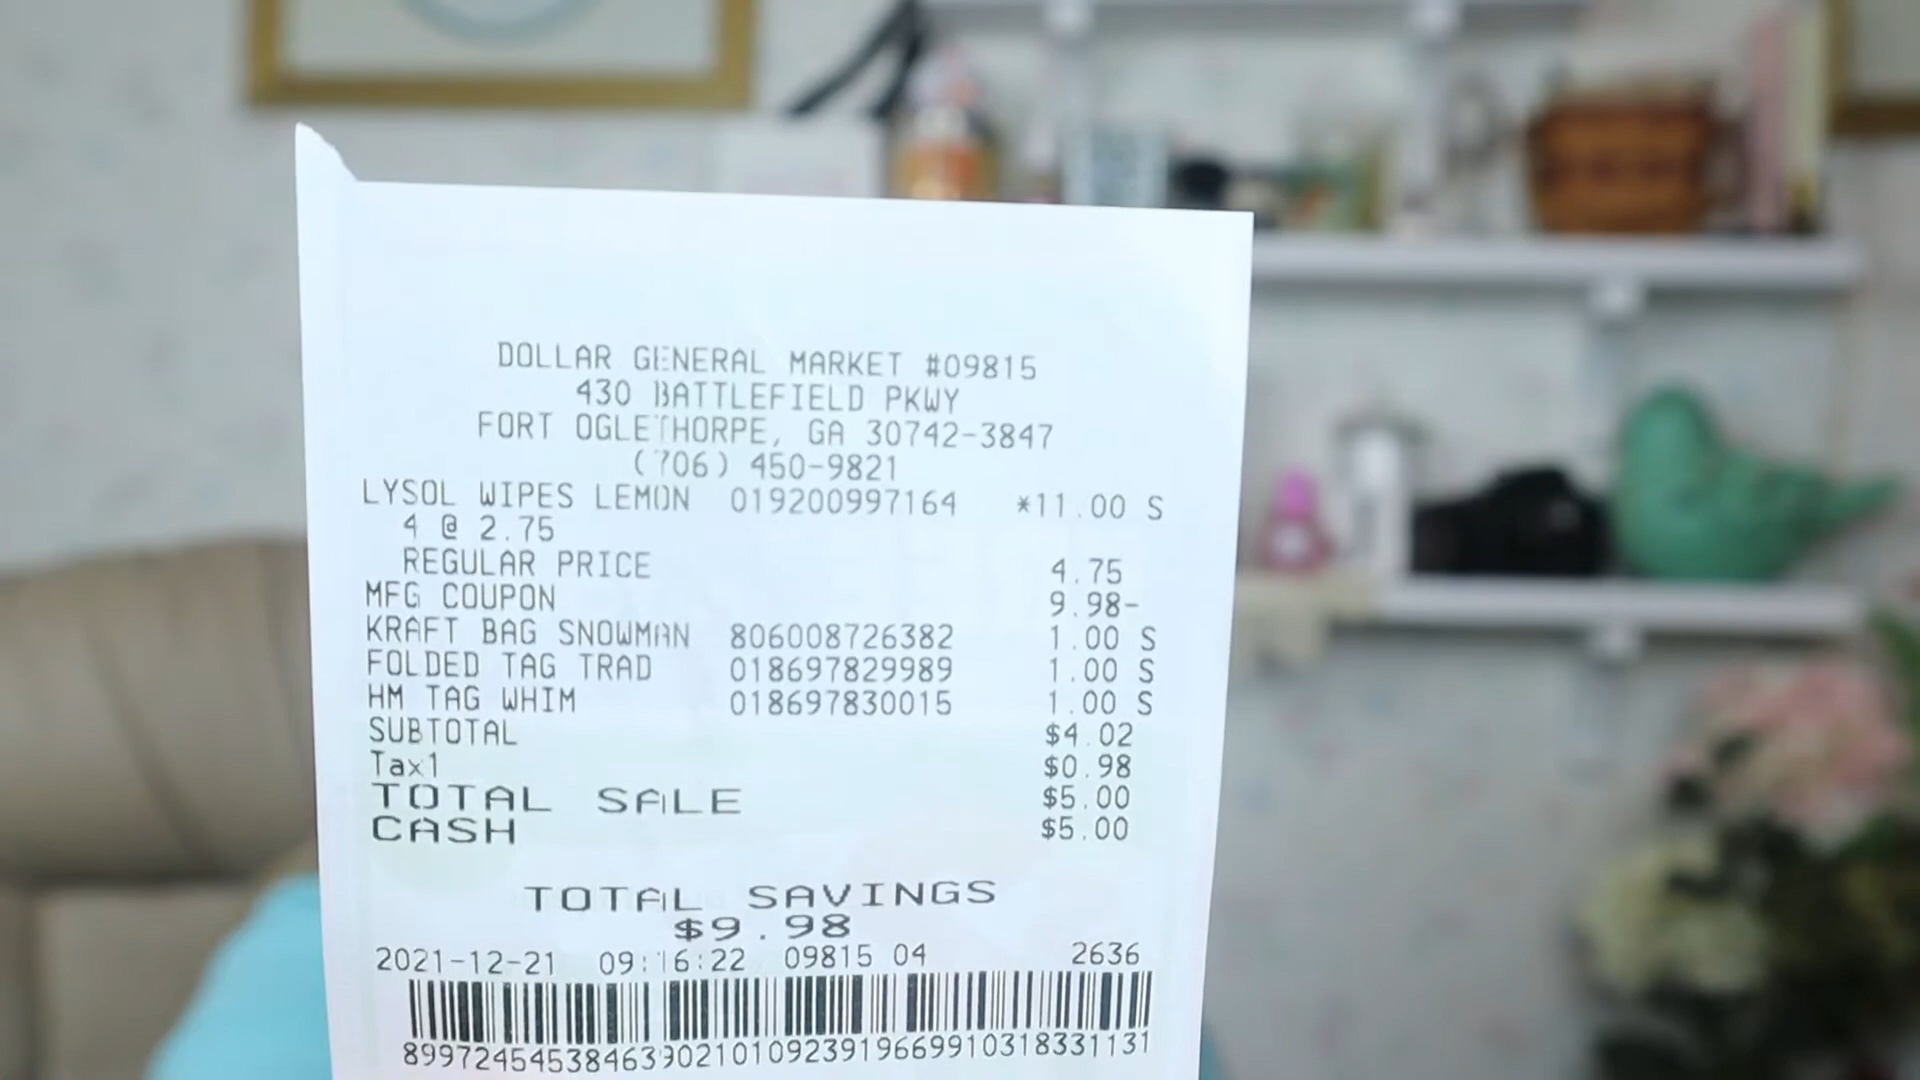 DOLLAR GENERAL MARKET #09815
430 BATTLEFIELD PKWY
FORT OGLETHORPE, GA 30742-3847
(706) 450-9821
LYSOL WIPES LEMON 019200997164 *11.00 S
4 @ 2.75
REGULAR PRICE 4.75
MFG COUPON 9.98-
KRAFT BAG SNOWMAN 806008726382 1.00 S
FOLDED TAG TRAD 018697829989 1.00 S
HM TAG WHIM 018697830015 1.00 S
SUBTOTAL $4.02
Tax1 $0.98
TOTAL SALE $5.00
CASH $5.00
TOTAL SAVINGS
$9.98
2021-12-21 09:16:22 09815 04 2636
89972454538463902101092391966991031833​1131